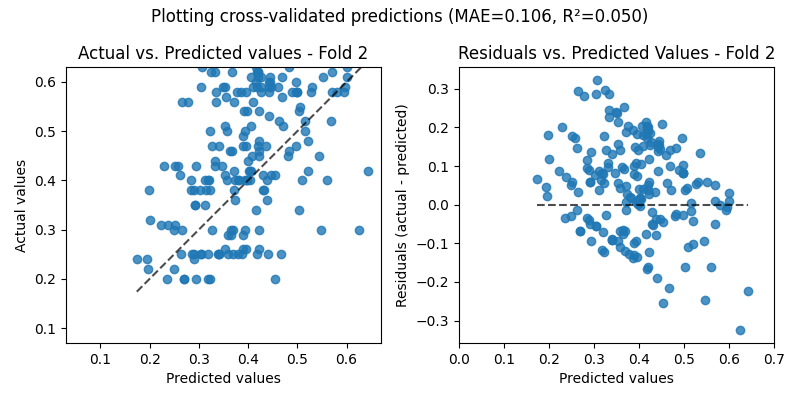 Plotting cross-validated predictions (MAE=0.106, R²=0.050)
Actual vs. Predicted values - Fold 2
Actual values
0.6
0.5
0.4
0.3
0.2
0.1
0.1 0.2 0.3 0.4 0.5 0.6
Predicted values
Residuals vs. Predicted Values - Fold 2
Residuals (actual - predicted)
0.3
0.2
0.1
0.0
−0.1
−0.2
−0.3
0.0 0.1 0.2 0.3 0.4 0.5 0.6 0.7
Predicted values